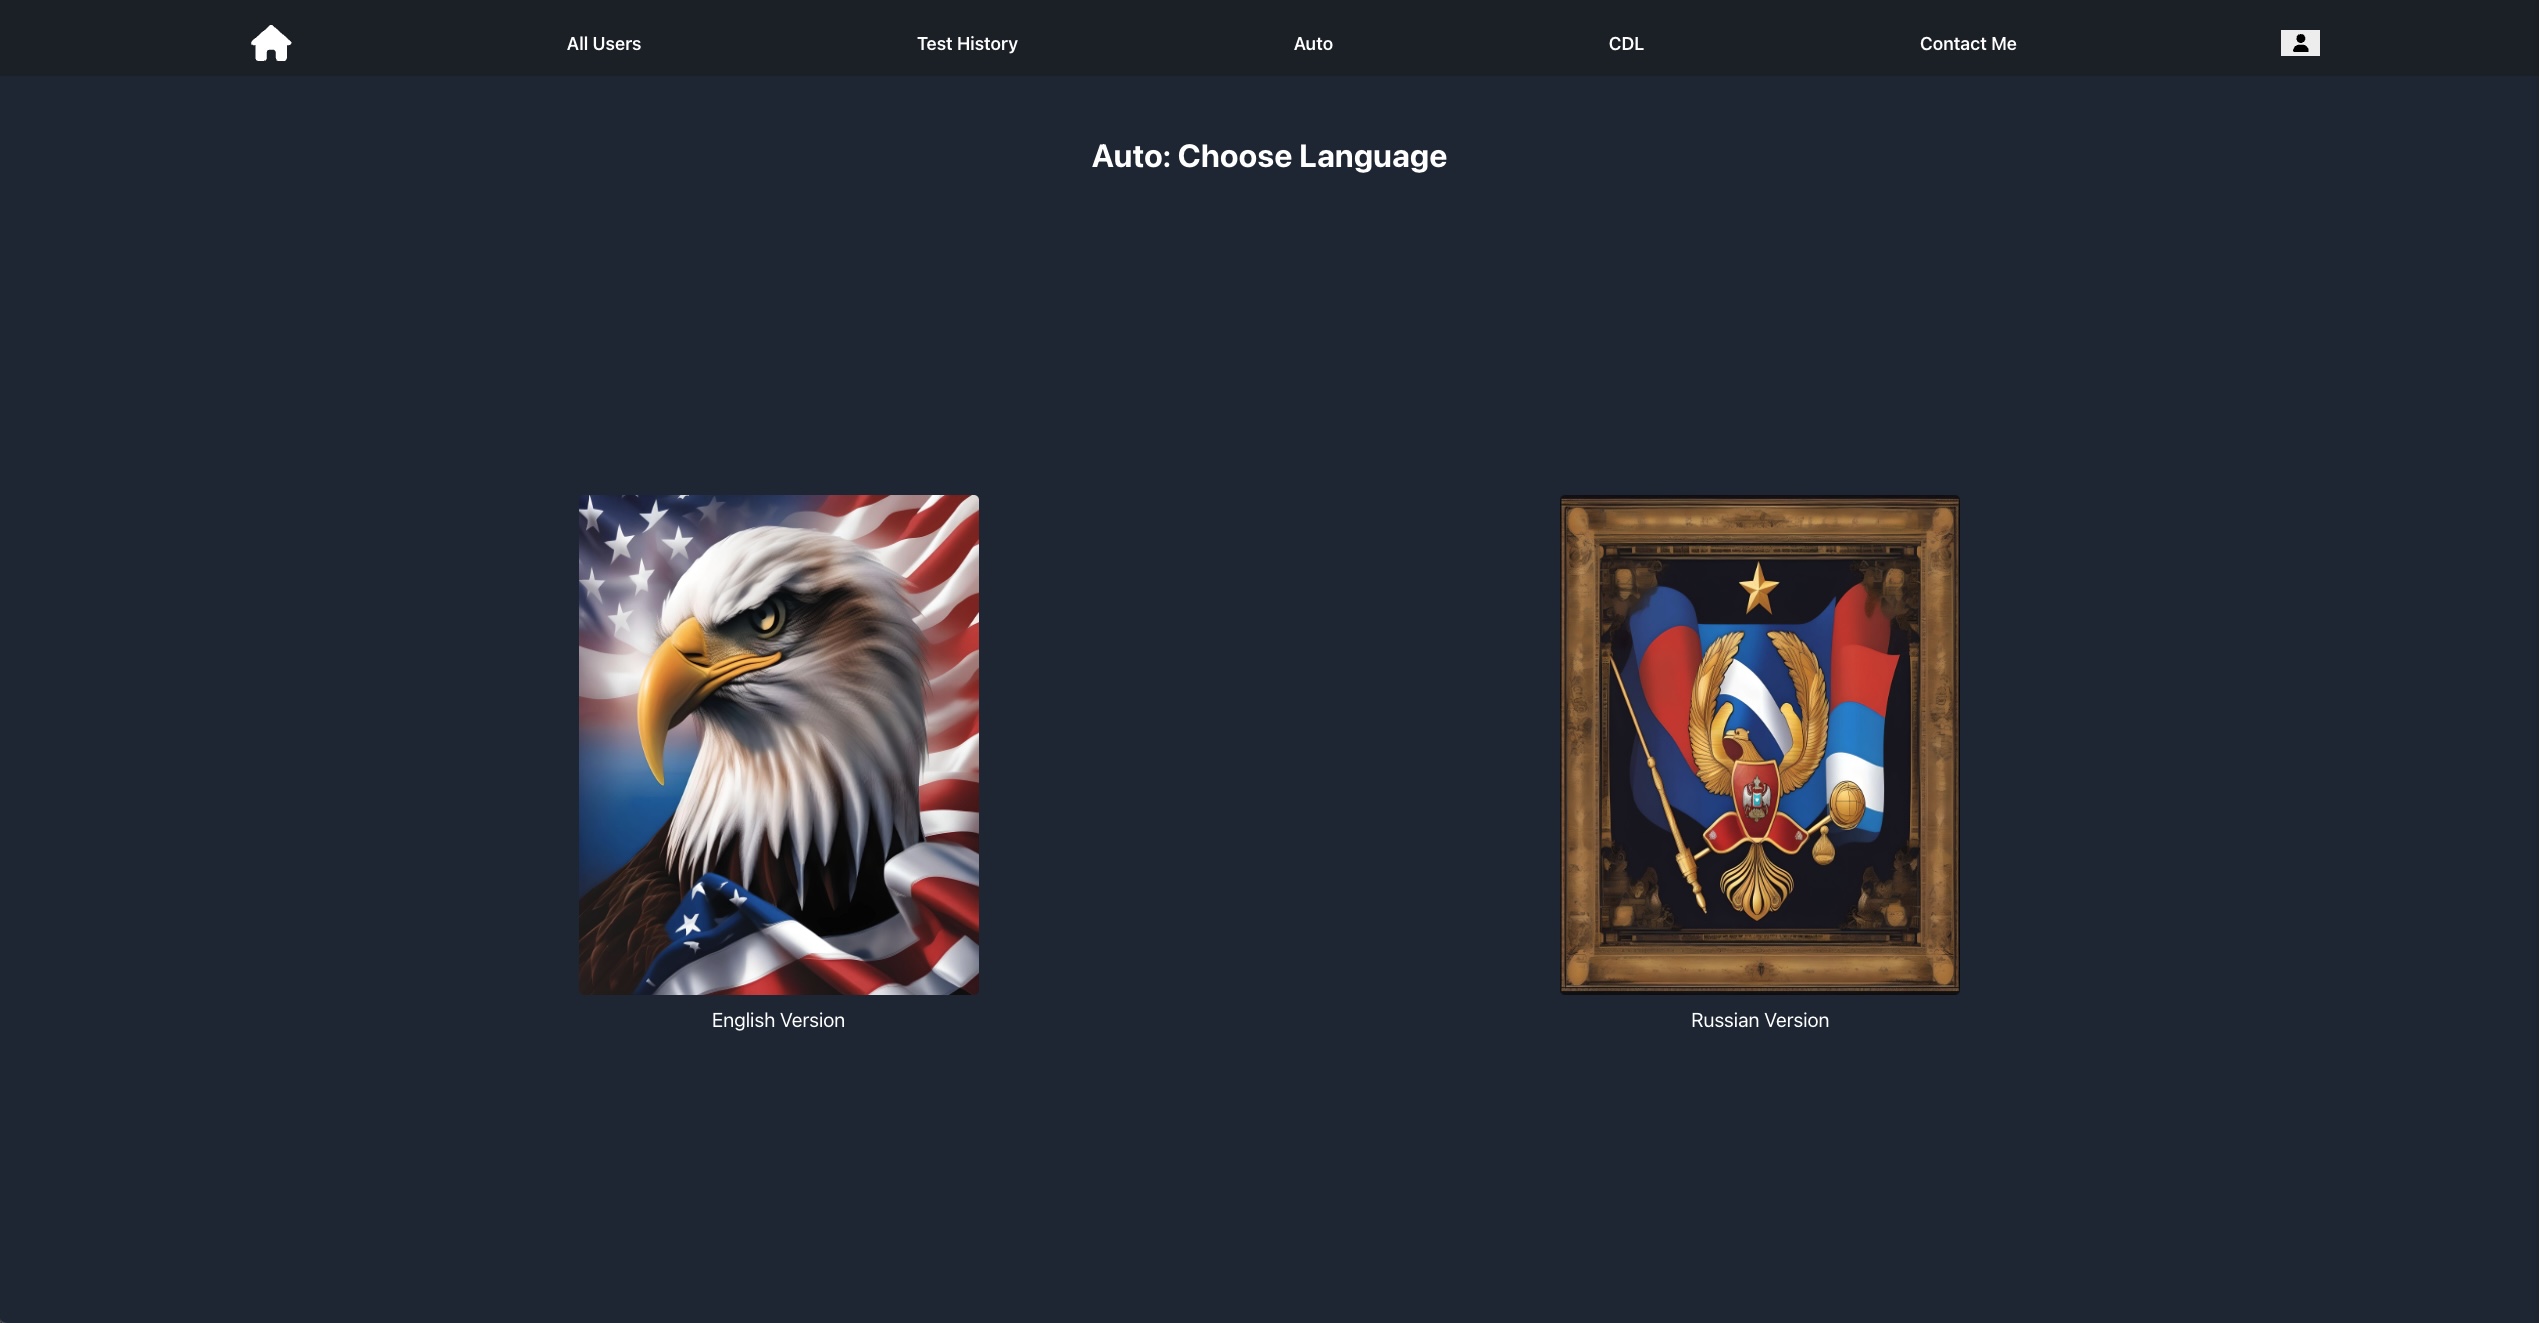 All Users
Test History
Auto
CDL
Contact Me
Auto: Choose Language
English Version
Russian Version